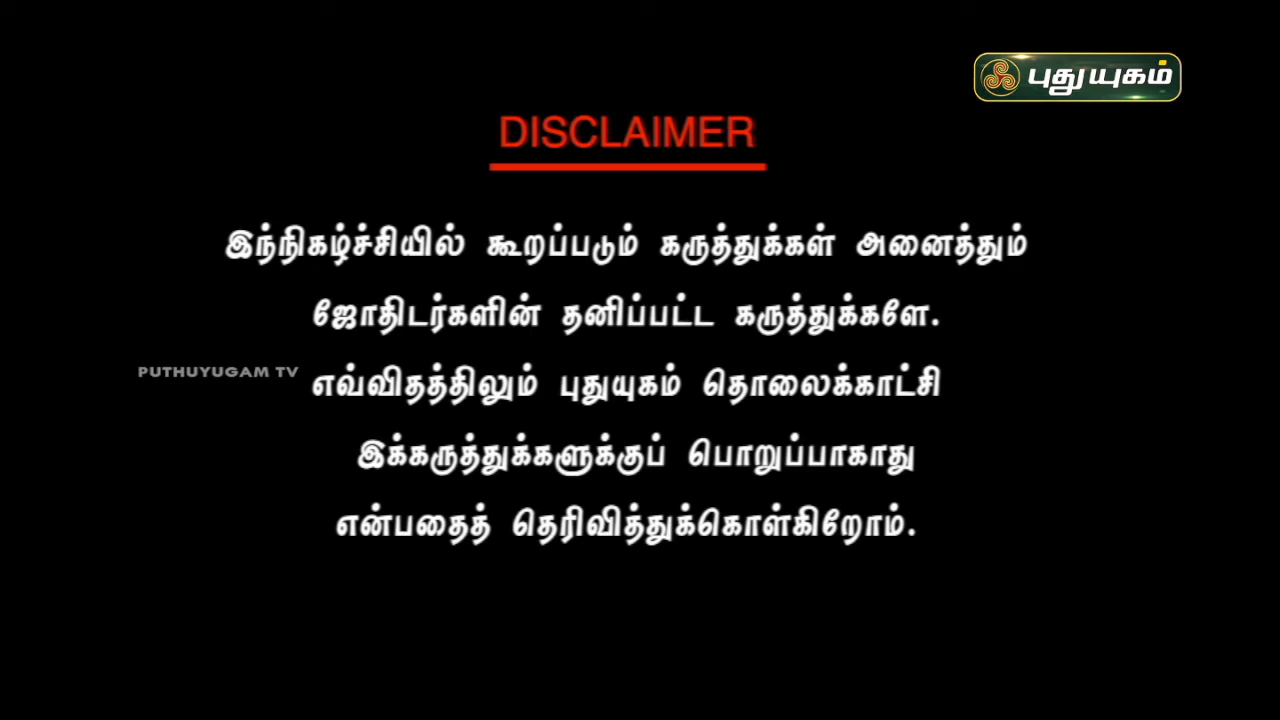 புதுயுகம்
DISCLAIMER
இந்நிகழ்ச்சியில் கூறப்படும் கருத்துக்கள் அனைத்தும்
ஜோதிடர்களின் தனிப்பட்ட கருத்துக்களே.
PUTHUYUGAM TV
எவ்விதத்திலும் புதுயுகம் தொலைக்காட்சி
இக்கருத்துக்களுக்குப் பொறுப்பாகாது
என்பதைத் தெரிவித்துக்கொள்கிறோம்.